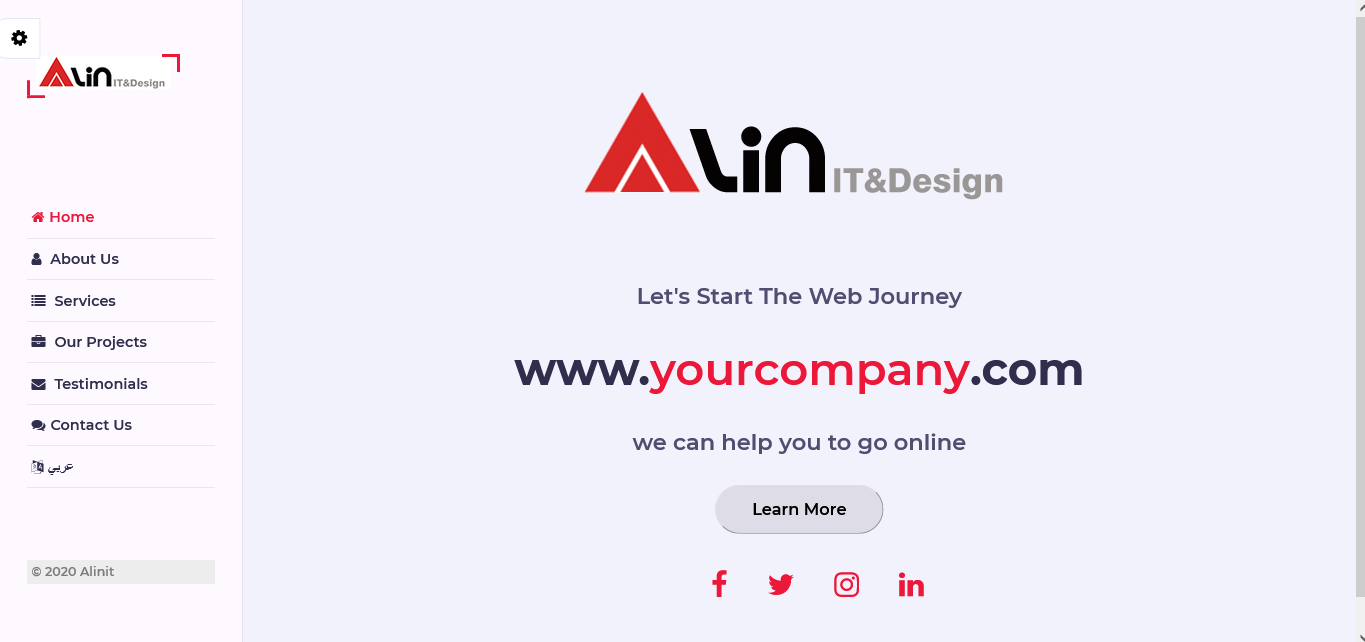 Alin IT&Design
Home
About Us
Services
Our Projects
Testimonials
Contact Us
عربي
© 2020 Alinit
Alin IT&Design
Let's Start The Web Journey
www.yourcompany.com
we can help you to go online
Learn More